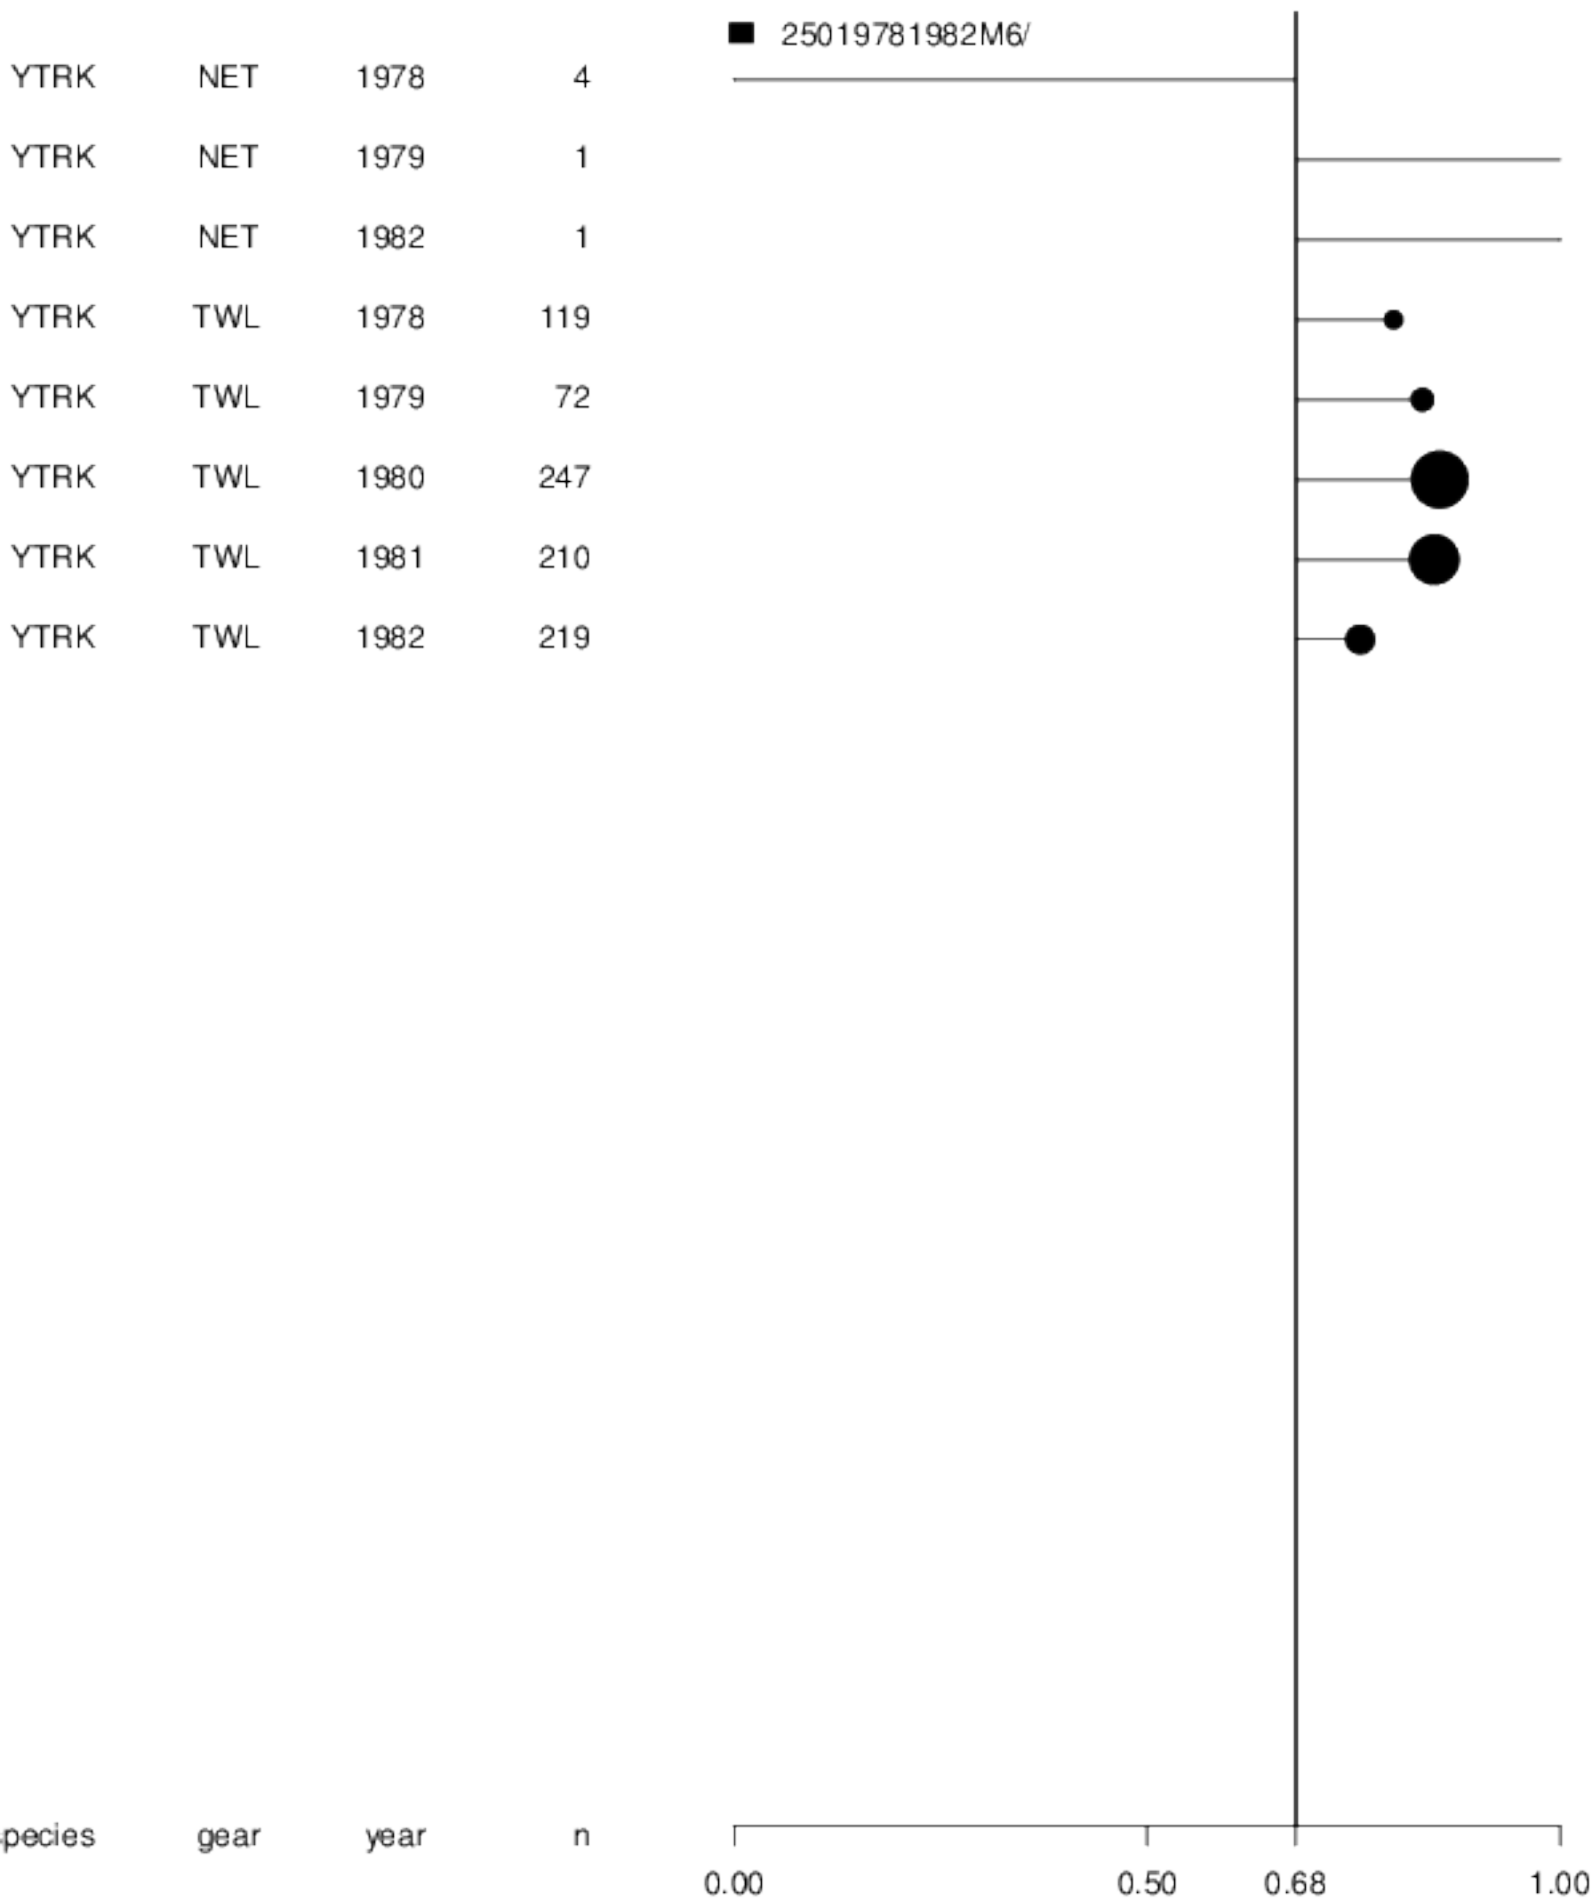 25019781982M6/
YTRK NET 1978 4
YTRK NET 1979 1
YTRK NET 1982 1
YTRK TWL 1978 119
YTRK TWL 1979 72
YTRK TWL 1980 247
YTRK TWL 1981 210
YTRK TWL 1982 219
pecies gear year n
0.00 0.50 0.68 1.00